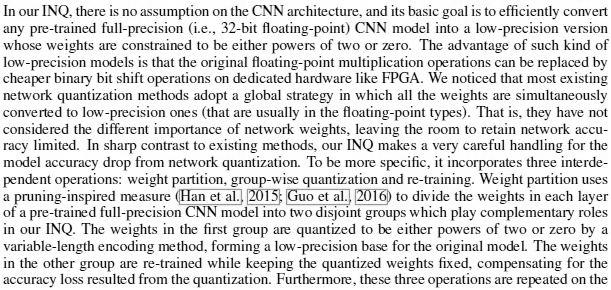 In our INQ, there is no assumption on the CNN architecture, and its basic goal is to efficiently convert
any pre-trained full-precision (i.e., 32-bit floating-point) CNN model into a low-precision version
whose weights are constrained to be either powers of two or zero. The advantage of such kind of
low-precision models is that the original floating-point multiplication operations can be replaced by
cheaper binary bit shift operations on dedicated hardware like FPGA. We noticed that most existing
network quantization methods adopt a global strategy in which all the weights are simultaneously
converted to low-precision ones (that are usually in the floating-point types). That is, they have not
considered the different importance of network weights, leaving the room to retain network accu-
racy limited. In sharp contrast to existing methods, our INQ makes a very careful handling for the
model accuracy drop from network quantization. To be more specific, it incorporates three interde-
pendent operations: weight partition, group-wise quantization and re-training. Weight partition uses
a pruning-inspired measure (Han et al., 2015; Guo et al., 2016) to divide the weights in each layer
of a pre-trained full-precision CNN model into two disjoint groups which play complementary roles
in our INQ. The weights in the first group are quantized to be either powers of two or zero by a
variable-length encoding method, forming a low-precision base for the original model. The weights
in the other group are re-trained while keeping the quantized weights fixed, compensating for the
accuracy loss resulted from the quantization. Furthermore, these three operations are repeated on the